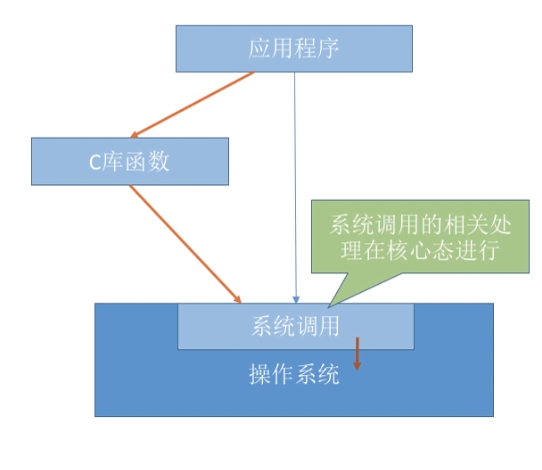 应用程序
C库函数
系统调用的相关处
理在核心态进行
系统调用
操作系统